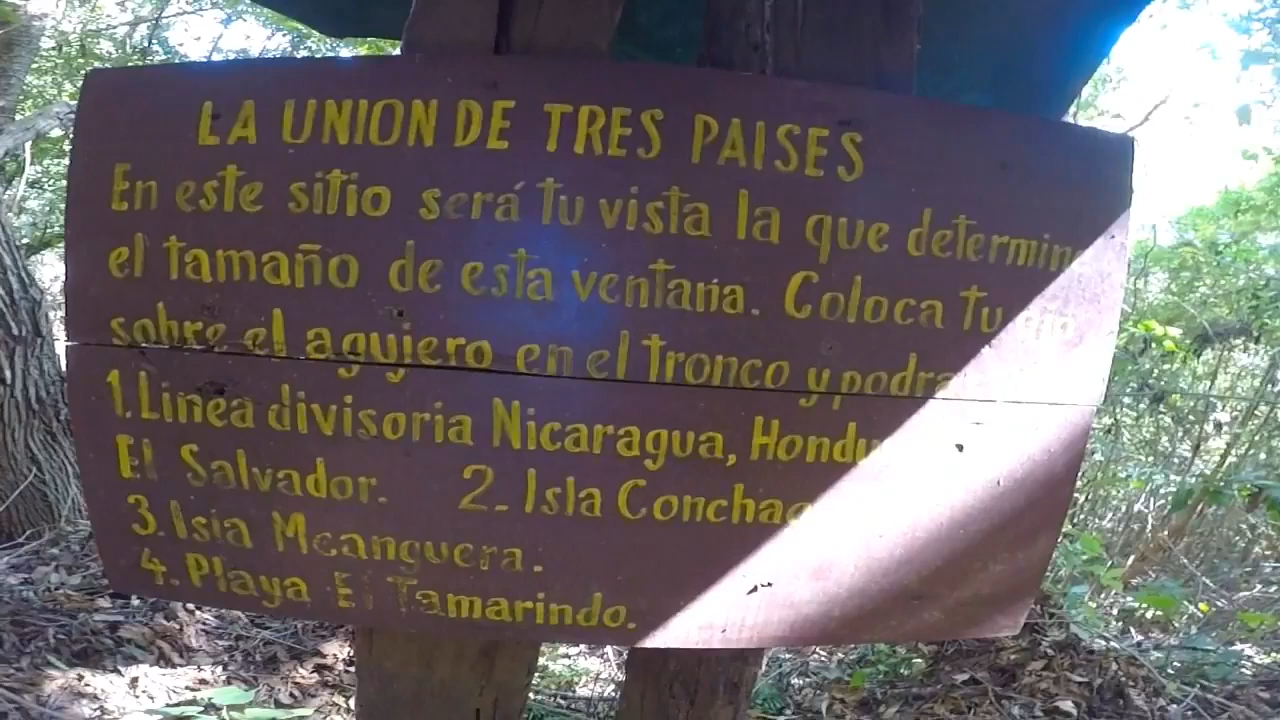 LA UNION DE TRES PAISES
En este sitio será tu vista la que determin
el tamaño de esta ventana. Coloca tu
sobre el agujero en el tronco y podra
1. Linea divisoria Nicaragua, Hondu
El Salvador. 2. Isla Conchag
3. Isla Meanguera.
4. Playa El Tamarindo.